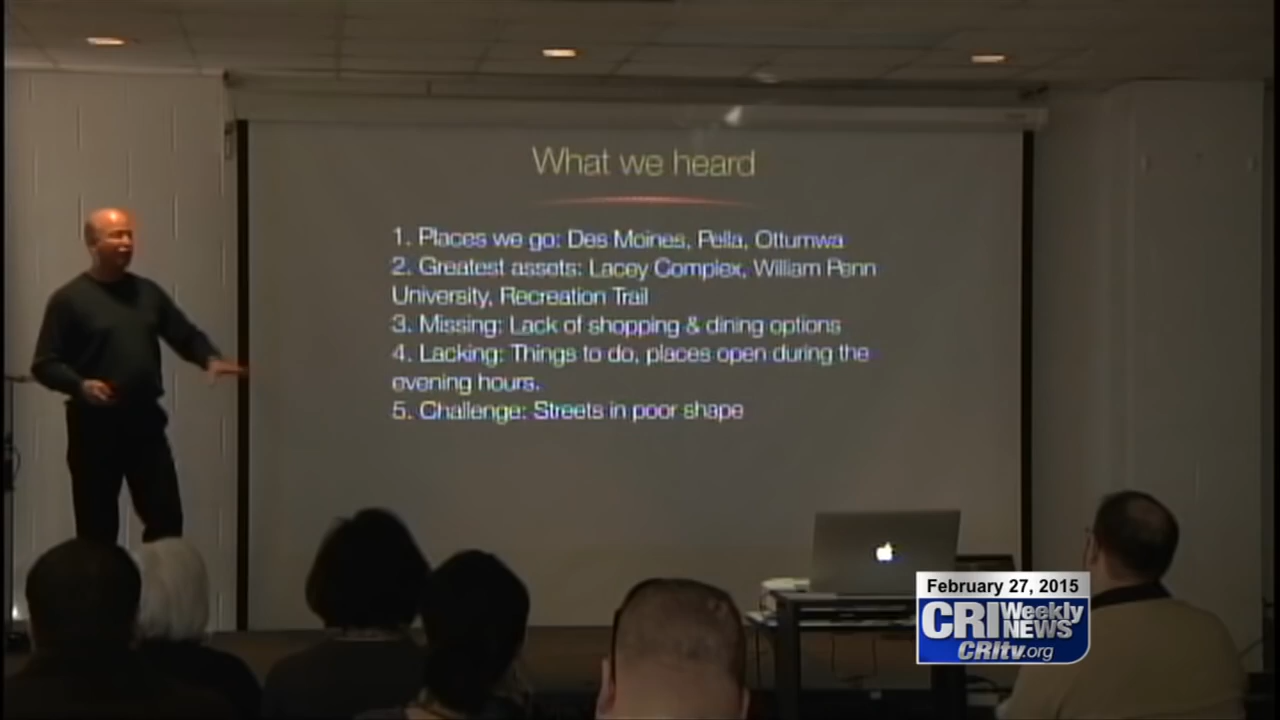 What we heard
1. Places we go: Des Moines, Pella, Ottumwa
2. Greatest assets: Lacey Complex, William Penn
University, Recreation Trail
3. Missing: Lack of shopping & dining options
4. Lacking: Things to do, places open during the
evening hours.
5. Challenge: Streets in poor shape
February 27, 2015
CRI Weekly
NEWS
CRItv.org